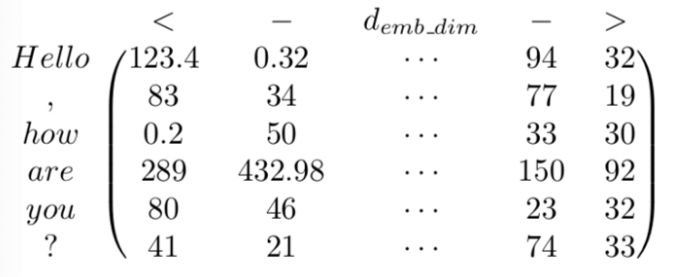 < − d_emb_dim − >
Hello 123.4 0.32 ⋯ 94 32
, 83 34 ⋯ 77 19
how 0.2 50 ⋯ 33 30
are 289 432.98 ⋯ 150 92
you 80 46 ⋯ 23 32
? 41 21 ⋯ 74 33